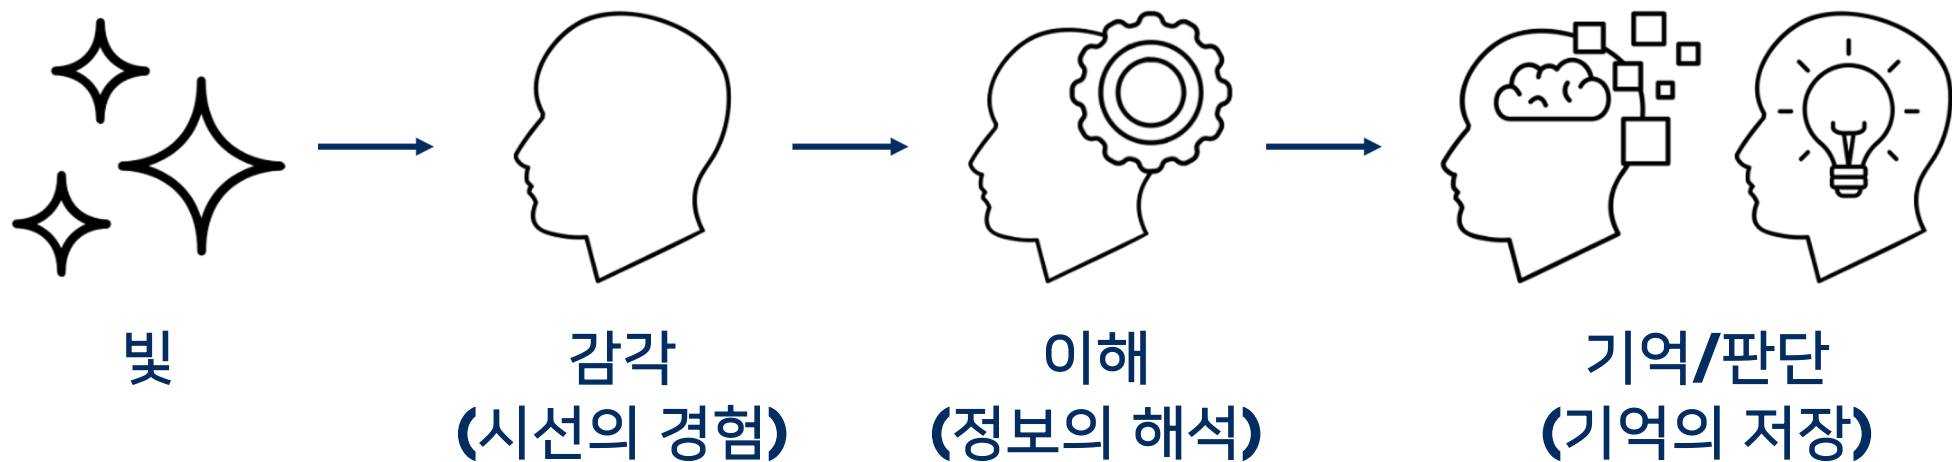 빛
감각
(시선의 경험)
이해
(정보의 해석)
기억/판단
(기억의 저장)